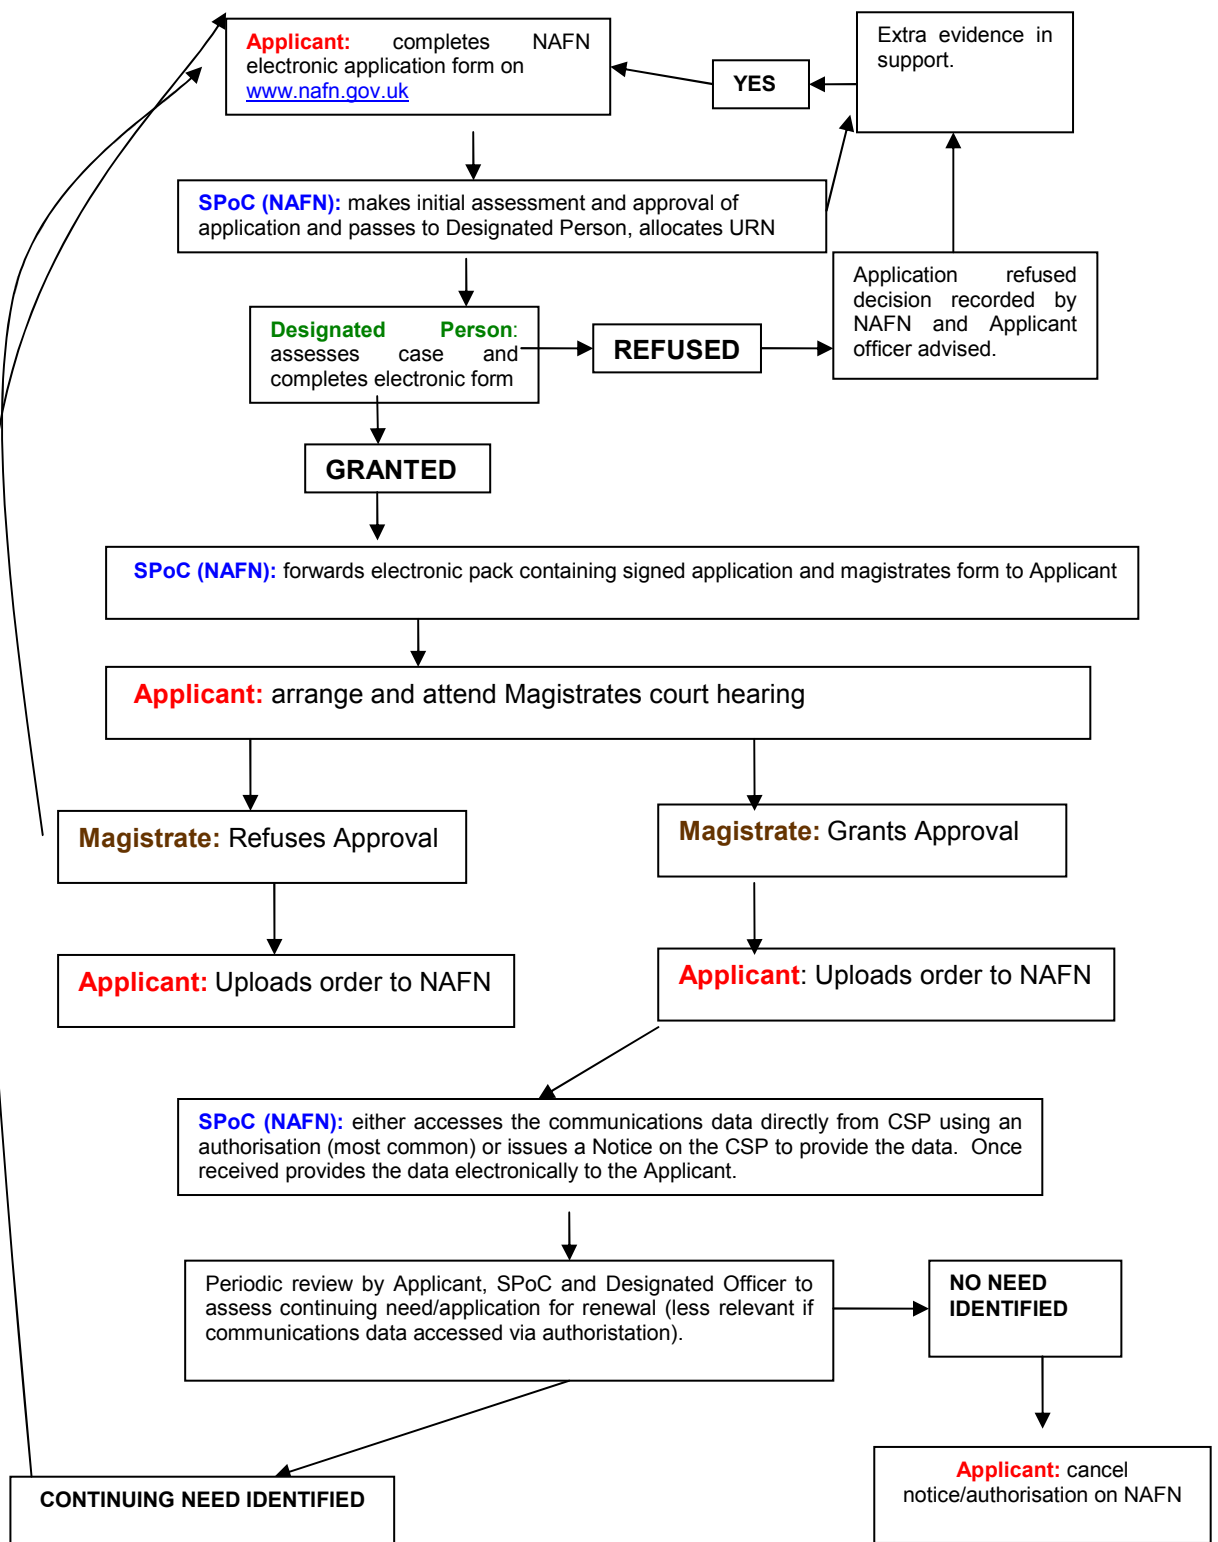 Applicant: completes NAFN
electronic application form on
www.nafn.gov.uk
YES
Extra evidence in
support.
SPoC (NAFN): makes initial assessment and approval of
application and passes to Designated Person, allocates URN
Designated Person:
assesses case and
completes electronic form
REFUSED
Application refused
decision recorded by
NAFN and Applicant
officer advised.
GRANTED
SPoC (NAFN): forwards electronic pack containing signed application and magistrates form to Applicant
Applicant: arrange and attend Magistrates court hearing
Magistrate: Refuses Approval
Magistrate: Grants Approval
Applicant: Uploads order to NAFN
Applicant: Uploads order to NAFN
SPoC (NAFN): either accesses the communications data directly from CSP using an
authorisation (most common) or issues a Notice on the CSP to provide the data. Once
received provides the data electronically to the Applicant.
Periodic review by Applicant, SPoC and Designated Officer to
assess continuing need/application for renewal (less relevant if
communications data accessed via authoristation).
NO NEED
IDENTIFIED
CONTINUING NEED IDENTIFIED
Applicant: cancel
notice/authorisation on NAFN